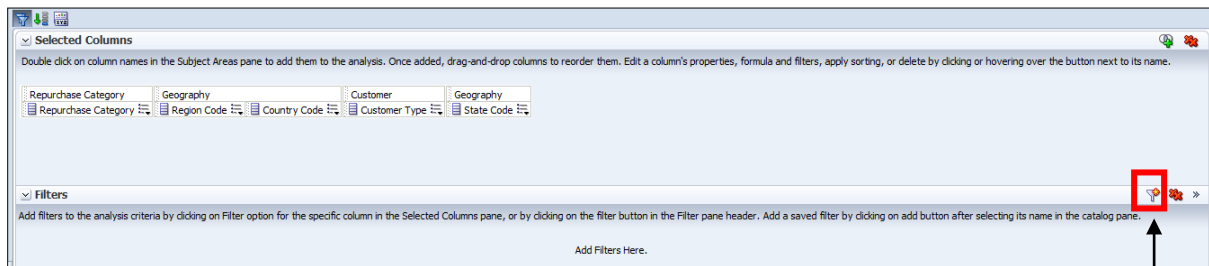 Selected Columns
Double click on column names in the Subject Areas pane to add them to the analysis. Once added, drag-and-drop columns to reorder them. Edit a column's properties, formula and filters, apply sorting, or delete by clicking or hovering over the button next to its name.
Repurchase Category Geography Customer Geography
Repurchase Category Region Code Country Code Customer Type State Code
Filters
Add filters to the analysis criteria by clicking on Filter option for the specific column in the Selected Columns pane, or by clicking on the filter button in the Filter pane header. Add a saved filter by clicking on add button after selecting its name in the catalog pane.
Add Filters Here.